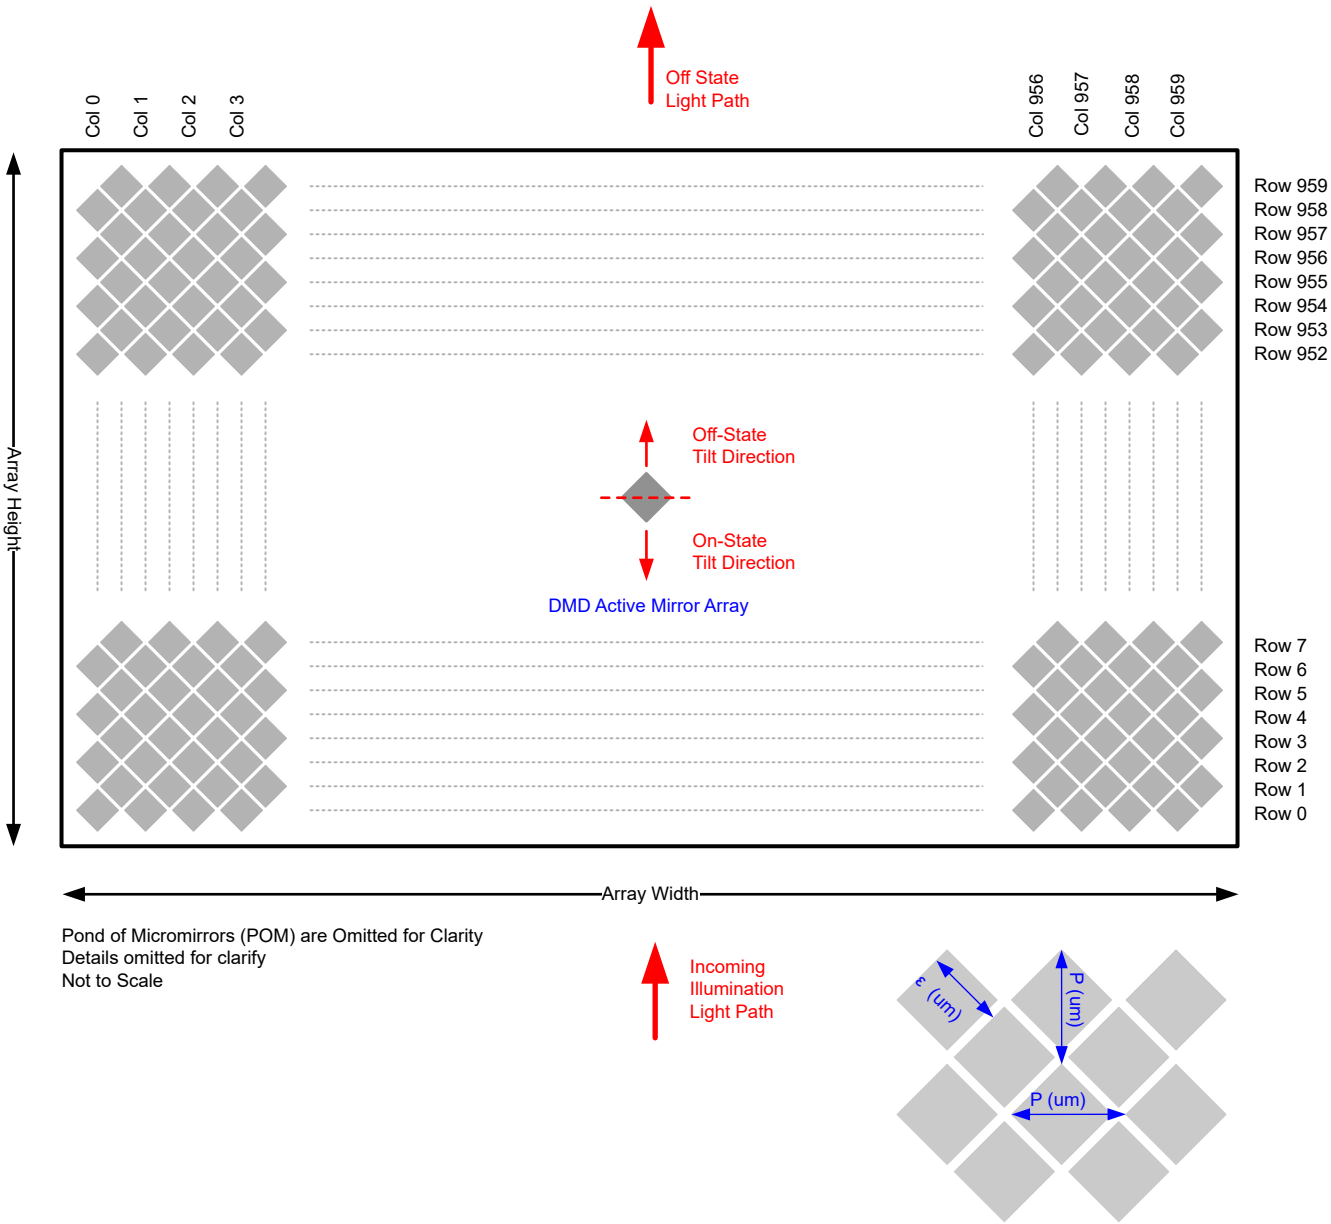 Off State
Light Path
Col 0
Col 1
Col 2
Col 3
Col 956
Col 957
Col 958
Col 959
Row 959
Row 958
Row 957
Row 956
Row 955
Row 954
Row 953
Row 952
Array Height
Off-State
Tilt Direction
On-State
Tilt Direction
DMD Active Mirror Array
Row 7
Row 6
Row 5
Row 4
Row 3
Row 2
Row 1
Row 0
Array Width
Pond of Micromirrors (POM) are Omitted for Clarity
Details omitted for clarify
Not to Scale
Incoming
Illumination
Light Path
ε (um)
P (um)
P (um)